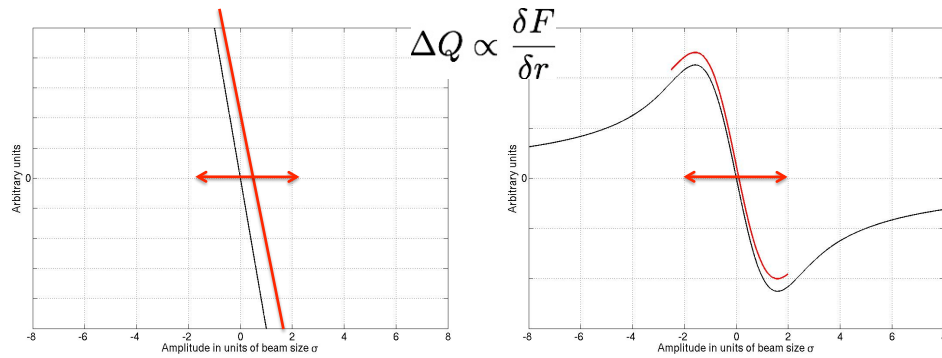 ΔQ ∝ δF/δr
Arbitrary units
0
-8 -6 -4 -2 0 2 4 6 8
Amplitude in units of beam size σ
Arbitrary units
0
-8 -6 -4 -2 0 2 4 6 8
Amplitude in units of beam size σ